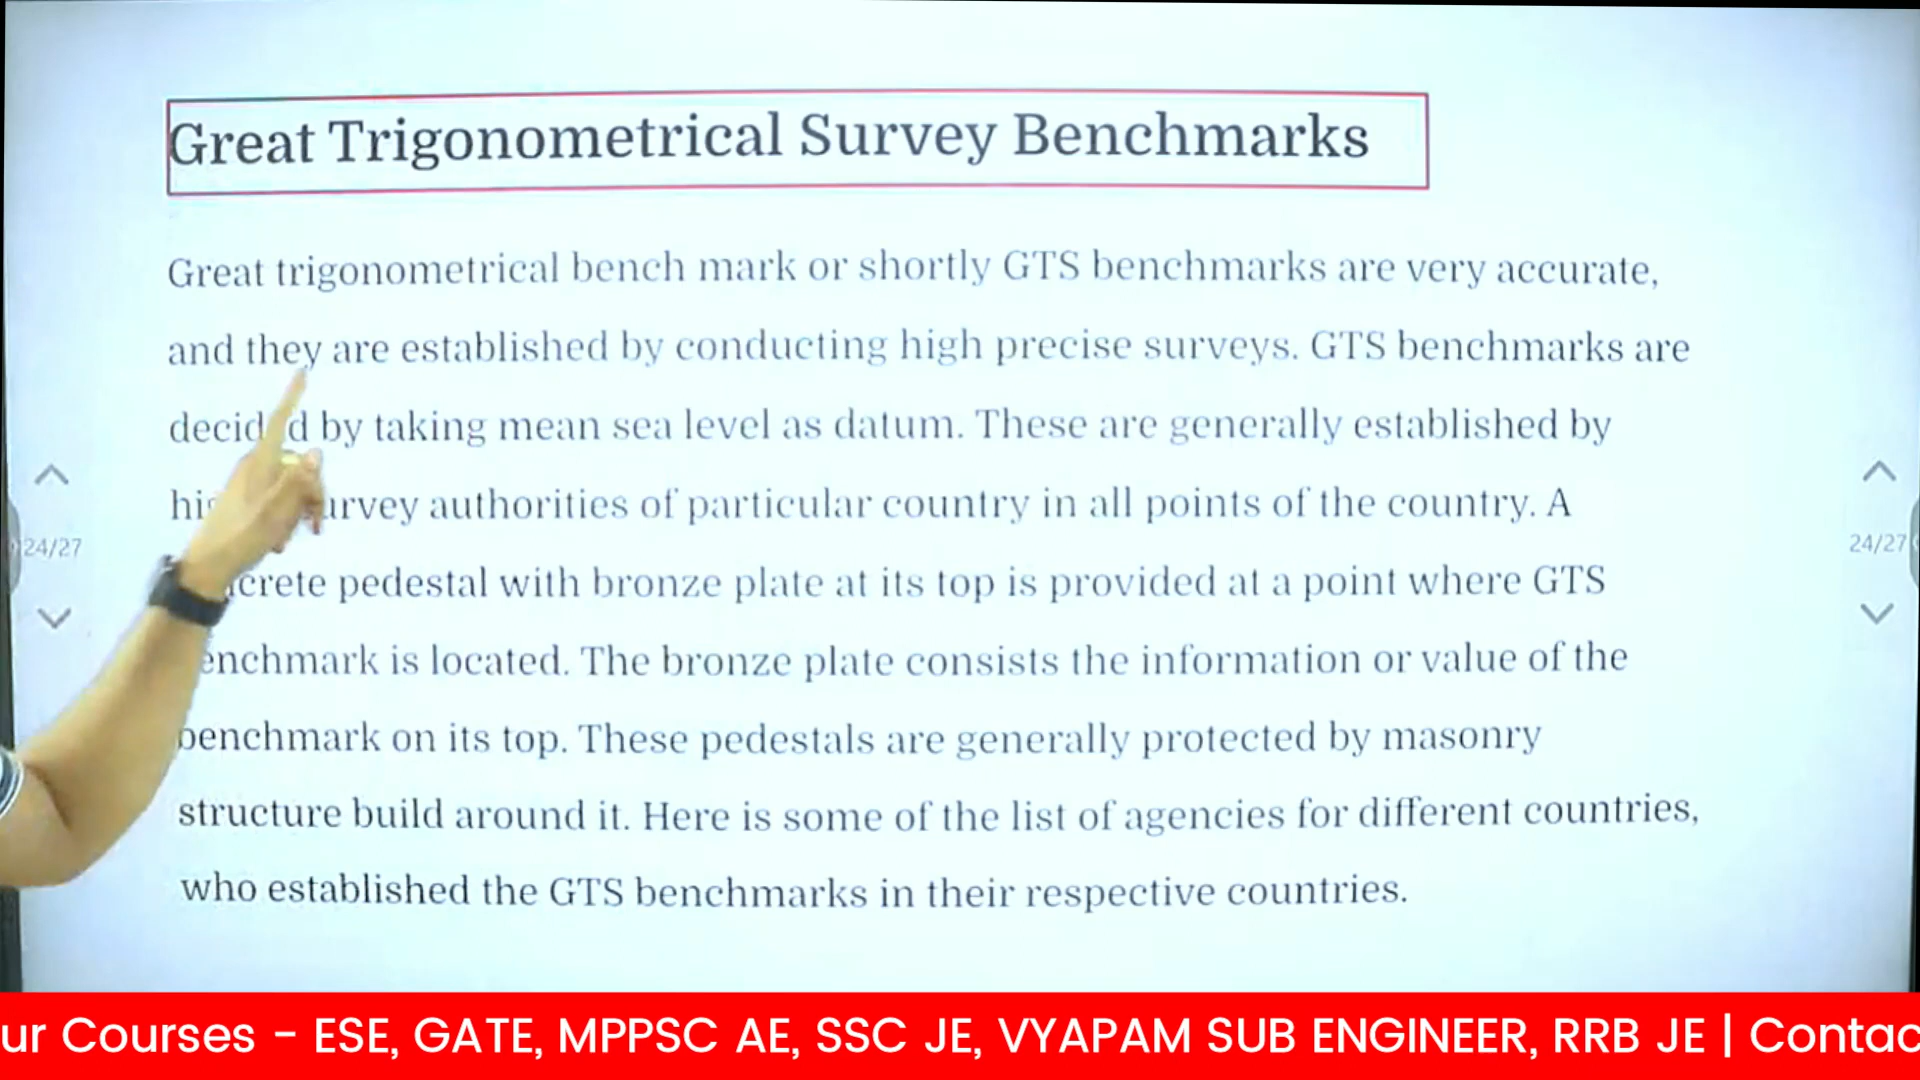 Great Trigonometrical Survey Benchmarks
Great trigonometrical bench mark or shortly GTS benchmarks are very accurate,
and they are established by conducting high precise surveys. GTS benchmarks are
by taking mean sea level as datum. These are generally established by
authorities of particular country in all points of the country. A
pedestal with bronze plate at its top is provided at a point where GTS
is located. The bronze plate consists the information or value of the
benchmark on its top. These pedestals are generally protected by masonry
structure build around it. Here is some of the list of agencies for different countries,
who established the GTS benchmarks in their respective countries.
24/27
24/27
Courses - ESE, GATE, MPPSC AE, SSC JE, VYAPAM SUB ENGINEER, RRB JE |